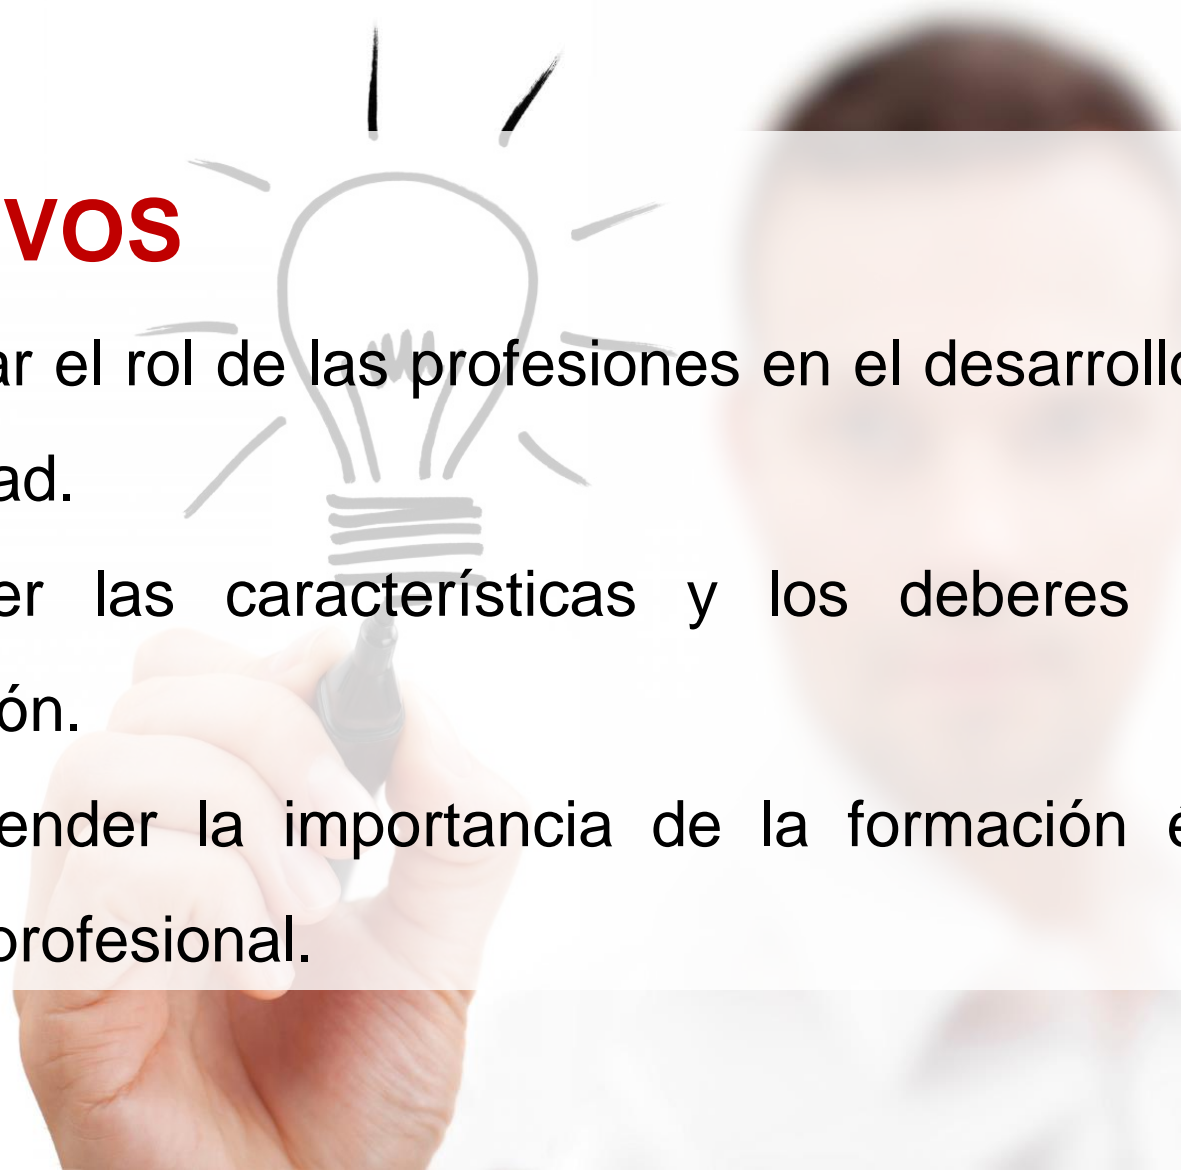 VOS
ar el rol de las profesiones en el desarrollo
ad.
er las características y los deberes
ón.
ender la importancia de la formación é
profesional.